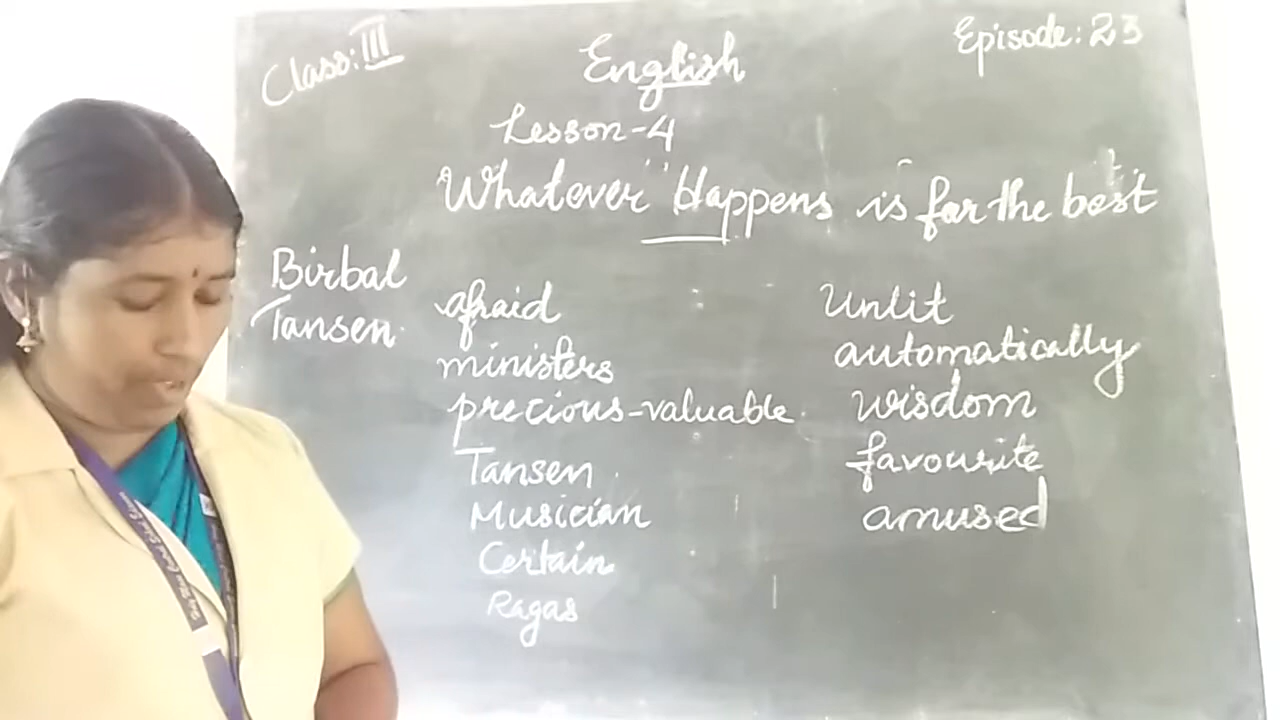 Class: III
English
Episode: 23
Lesson-4
Whatever Happens is for the best
Birbal
Tansen
afraid
ministers
precious-valuable
Tansen
Musician
Certain
Ragas
Unlit
automatically
wisdom
favourite
amused